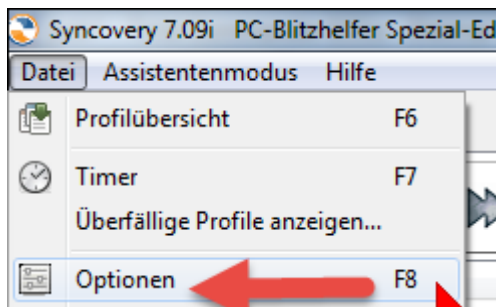 Syncovery 7.09i PC-Blitzhelfer Spezial-Ed
Datei Assistentenmodus Hilfe
Profilübersicht F6
Timer F7
Überfällige Profile anzeigen...
Optionen F8